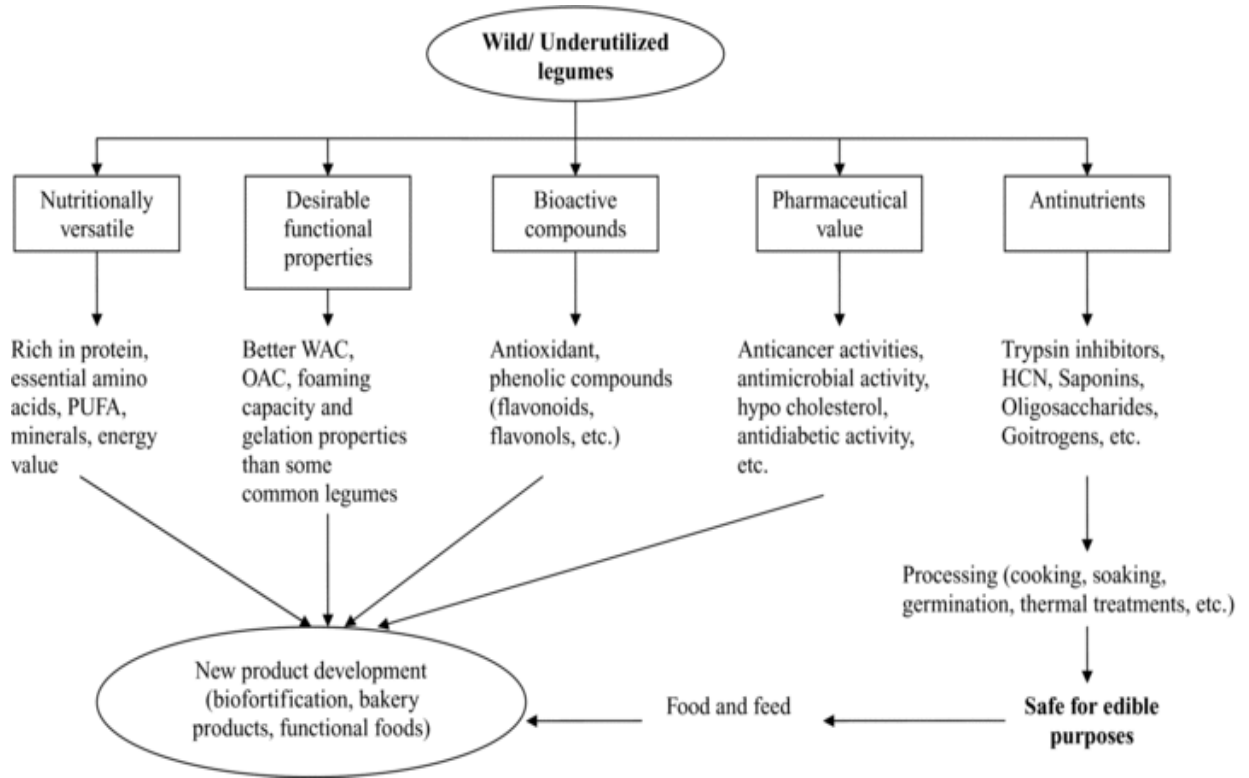 Wild/ Underutilized
legumes
Nutritionally
versatile
Desirable
functional
properties
Bioactive
compounds
Pharmaceutical
value
Antinutrients
Rich in protein,
essential amino
acids, PUFA,
minerals, energy
value
Better WAC,
OAC, foaming
capacity and
gelation properties
than some
common legumes
Antioxidant,
phenolic compounds
(flavonoids,
flavonols, etc.)
Anticancer activities,
antimicrobial activity,
hypo cholesterol,
antidiabetic activity,
etc.
Trypsin inhibitors,
HCN, Saponins,
Oligosaccharides,
Goitrogens, etc.
Processing (cooking, soaking,
germination, thermal treatments, etc.)
New product development
(biofortification, bakery
products, functional foods)
Food and feed
Safe for edible
purposes